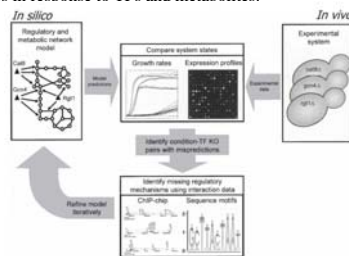 In silico
In vivo
Regulatory and
metabolic network
model
Compare system states
Growth rates
Expression profiles
Experimental
system
Model
predictions
Experimental
data
Identify condition-TF KO
pairs with mispredictions.
Identify missing regulatory
mechanisms using interaction data
ChIP-chip
Sequence motifs
Refine model
iteratively